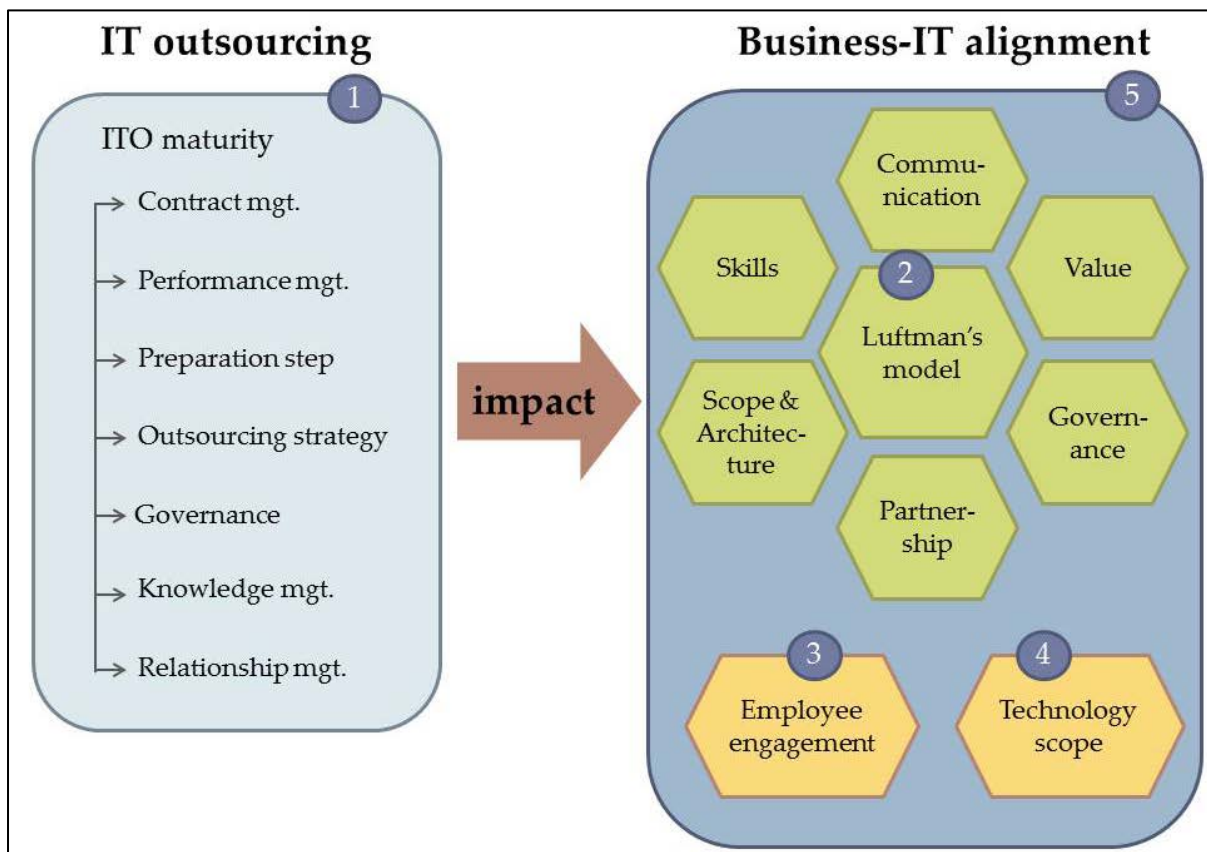 IT outsourcing
1
ITO maturity
Contract mgt.
Performance mgt.
Preparation step
Outsourcing strategy
Governance
Knowledge mgt.
Relationship mgt.
impact
Business-IT alignment
5
Commu-
nication
Skills
Value
2
Luftman's
model
Scope &
Architec-
ture
Govern-
ance
Partner-
ship
3
Employee
engagement
4
Technology
scope